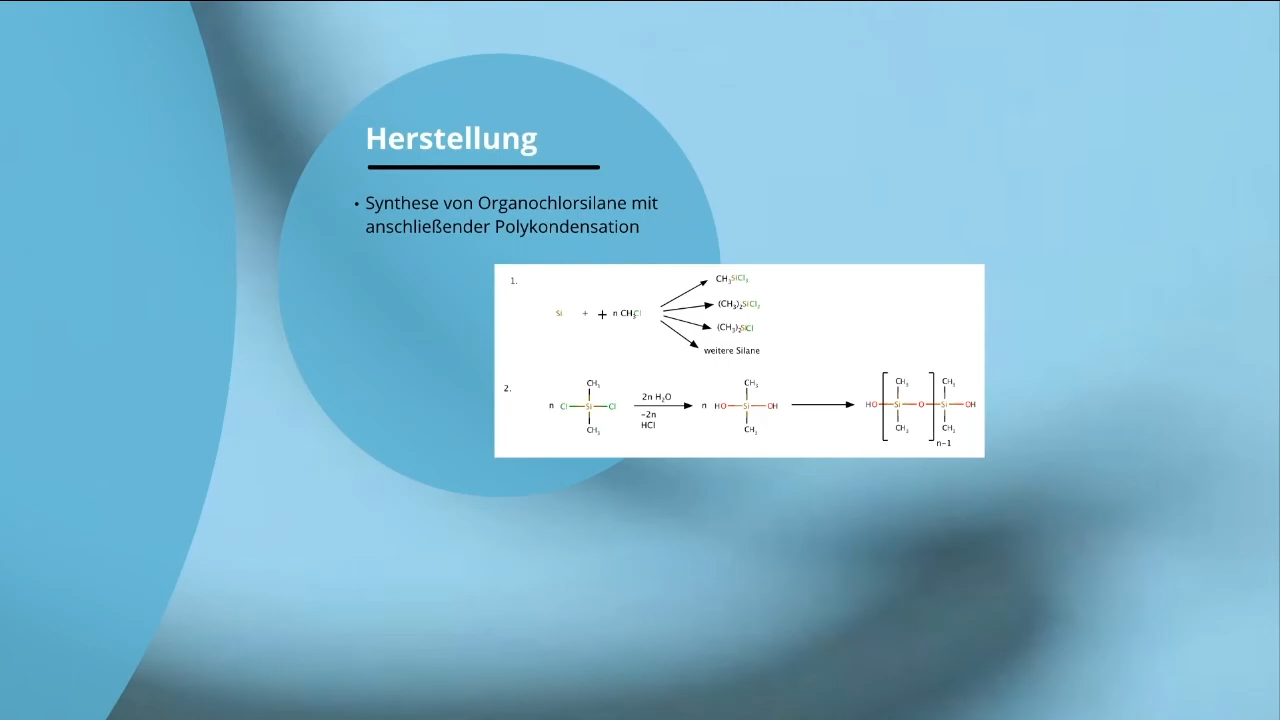 Herstellung
• Synthese von Organochlorsilane mit
anschließender Polykondensation
1.
CH₃SiCl₃
(CH₃)₂SiCl₂
Si + + n CH₃Cl
(CH₃)₂SiCl
weitere Silane
2.
CH₃ CH₃ CH₃ CH₃
n Cl—Si—Cl 2n H₂O n HO—Si—OH HO—Si—O—Si—OH
−2n
HCl
CH₃ CH₃ CH₃ CH₃
n−1